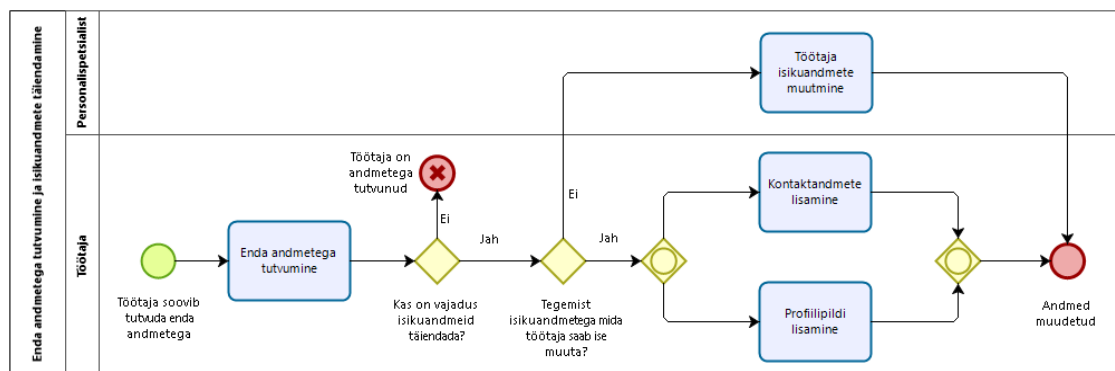 Enda andmetega tutvumine ja isikuandmete täiendamine
Personalispetsialist
Töötaja
isikuandmete
muutmine
Töötaja on
andmetega
tutvunud
Ei
Ei
Kontaktandmete
lisamine
Jah
Jah
Enda andmetega
tutvumine
Töötaja soovib
tutvuda enda
andmetega
Kas on vajadus
isikuandmeid
täiendada?
Tegemist
isikuandmetega mida
töötaja saab ise
muuta?
Profiilipildi
lisamine
Andmed
muudetud
Töötaja